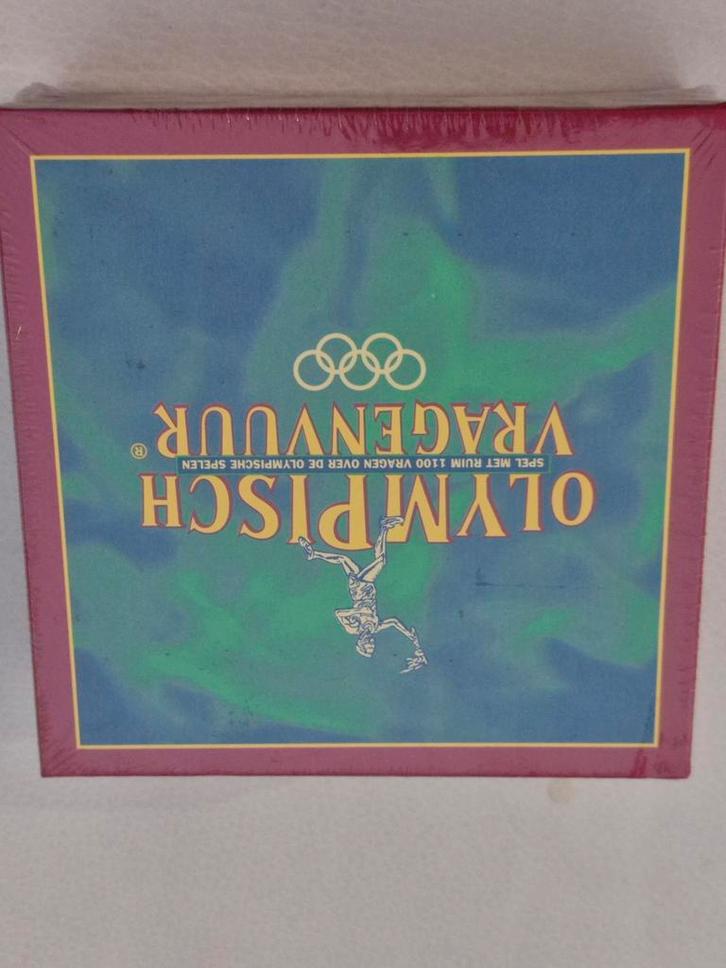 OLYMPISCH
SPEL MET RUIM 1100 VRAGEN OVER DE OLYMPISCHE SPELEN
VRAGENVUUR®